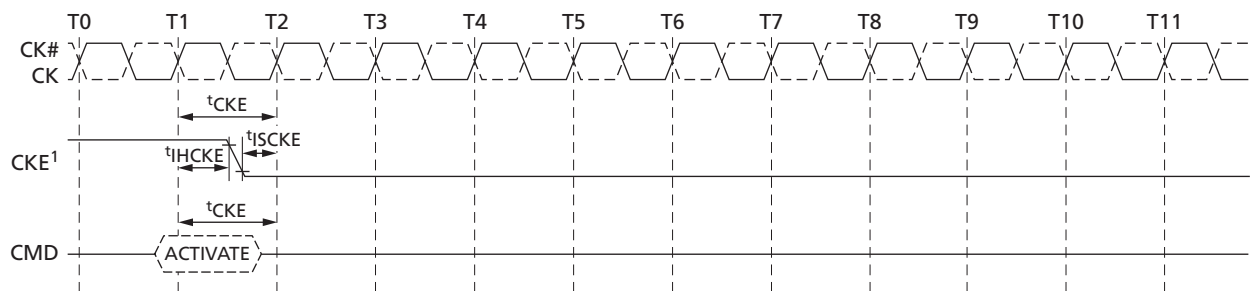 T0 T1 T2 T3 T4 T5 T6 T7 T8 T9 T10 T11
CK#
CK
tCKE
tISCKE
CKE1
tIHCKE
tCKE
CMD
ACTIVATE